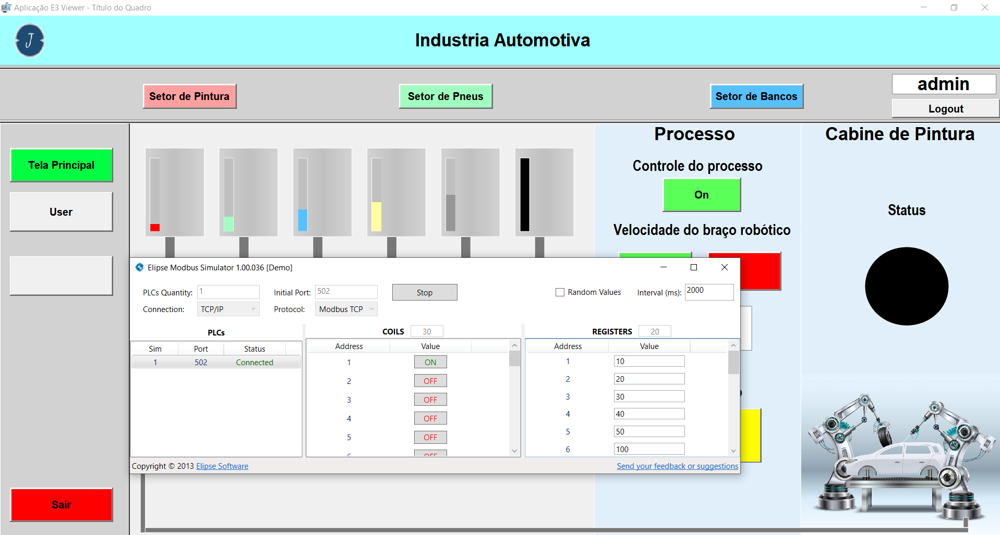 Aplicação E3 Viewer - Título do Quadro
J
Industria Automotiva
Setor de Pintura
Setor de Pneus
Setor de Bancos
admin
Logout
Tela Principal
User
Sair
Processo
Controle do processo
On
Velocidade do braço robótico
Cabine de Pintura
Status
Elipse Modbus Simulator 1.00.036 [Demo]
PLCs Quantity: 1 Initial Port: 502 Stop Random Values Interval (ms): 2000
Connection: TCP/IP Protocol: Modbus TCP
PLCs
Sim Port Status
1 502 Connected
COILS 30
Address Value
1 ON
2 OFF
3 OFF
4 OFF
5 OFF
REGISTERS 20
Address Value
1 10
2 20
3 30
4 40
5 50
6 100
Copyright © 2013 Elipse Software
Send your feedback or suggestions